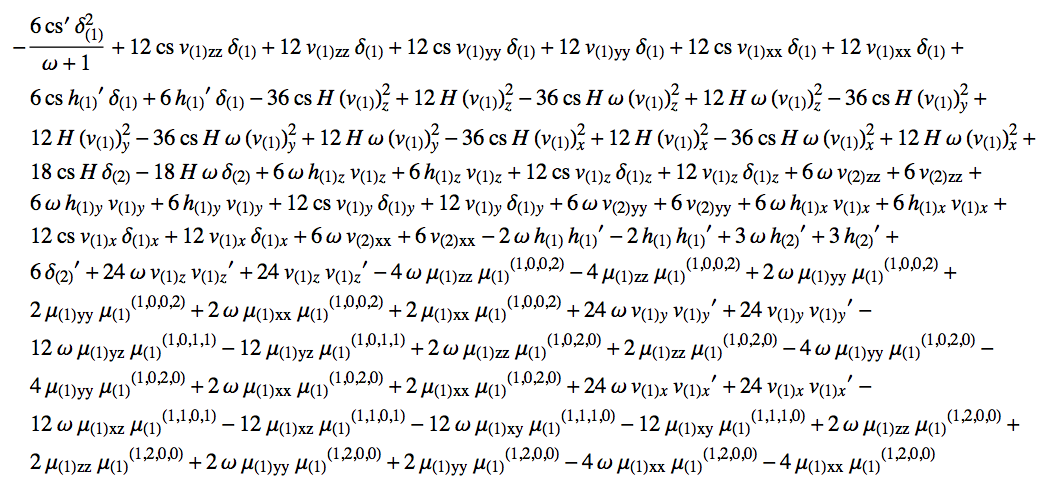 -\frac{6 cs′ δ_{(1)}^{2}}{ω + 1} + 12 cs v_{(1)zz} δ_{(1)} + 12 v_{(1)zz} δ_{(1)} + 12 cs v_{(1)yy} δ_{(1)} + 12 v_{(1)yy} δ_{(1)} + 12 cs v_{(1)xx} δ_{(1)} + 12 v_{(1)xx} δ_{(1)} +
6 cs h_{(1)}′ δ_{(1)} + 6 h_{(1)}′ δ_{(1)} − 36 cs H (v_{(1)})_{z}^{2} + 12 H (v_{(1)})_{z}^{2} − 36 cs H ω (v_{(1)})_{z}^{2} + 12 H ω (v_{(1)})_{z}^{2} − 36 cs H (v_{(1)})_{y}^{2} +
12 H (v_{(1)})_{y}^{2} − 36 cs H ω (v_{(1)})_{y}^{2} + 12 H ω (v_{(1)})_{y}^{2} − 36 cs H (v_{(1)})_{x}^{2} + 12 H (v_{(1)})_{x}^{2} − 36 cs H ω (v_{(1)})_{x}^{2} + 12 H ω (v_{(1)})_{x}^{2} +
18 cs H δ_{(2)} − 18 H ω δ_{(2)} + 6 ω h_{(1)z} v_{(1)z} + 6 h_{(1)z} v_{(1)z} + 12 cs v_{(1)z} δ_{(1)z} + 12 v_{(1)z} δ_{(1)z} + 6 ω v_{(2)zz} + 6 v_{(2)zz} +
6 ω h_{(1)y} v_{(1)y} + 6 h_{(1)y} v_{(1)y} + 12 cs v_{(1)y} δ_{(1)y} + 12 v_{(1)y} δ_{(1)y} + 6 ω v_{(2)yy} + 6 v_{(2)yy} + 6 ω h_{(1)x} v_{(1)x} + 6 h_{(1)x} v_{(1)x} +
12 cs v_{(1)x} δ_{(1)x} + 12 v_{(1)x} δ_{(1)x} + 6 ω v_{(2)xx} + 6 v_{(2)xx} − 2 ω h_{(1)} h_{(1)}′ − 2 h_{(1)} h_{(1)}′ + 3 ω h_{(2)}′ + 3 h_{(2)}′ +
6 δ_{(2)}′ + 24 ω v_{(1)z} v_{(1)z}′ + 24 v_{(1)z} v_{(1)z}′ − 4 ω μ_{(1)zz} μ_{(1)}^{(1,0,0,2)} − 4 μ_{(1)zz} μ_{(1)}^{(1,0,0,2)} + 2 ω μ_{(1)yy} μ_{(1)}^{(1,0,0,2)} +
2 μ_{(1)yy} μ_{(1)}^{(1,0,0,2)} + 2 ω μ_{(1)xx} μ_{(1)}^{(1,0,0,2)} + 2 μ_{(1)xx} μ_{(1)}^{(1,0,0,2)} + 24 ω v_{(1)y} v_{(1)y}′ + 24 v_{(1)y} v_{(1)y}′ −
12 ω μ_{(1)yz} μ_{(1)}^{(1,0,1,1)} − 12 μ_{(1)yz} μ_{(1)}^{(1,0,1,1)} + 2 ω μ_{(1)zz} μ_{(1)}^{(1,0,2,0)} + 2 μ_{(1)zz} μ_{(1)}^{(1,0,2,0)} − 4 ω μ_{(1)yy} μ_{(1)}^{(1,0,2,0)} −
4 μ_{(1)yy} μ_{(1)}^{(1,0,2,0)} + 2 ω μ_{(1)xx} μ_{(1)}^{(1,0,2,0)} + 2 μ_{(1)xx} μ_{(1)}^{(1,0,2,0)} + 24 ω v_{(1)x} v_{(1)x}′ + 24 v_{(1)x} v_{(1)x}′ −
12 ω μ_{(1)xz} μ_{(1)}^{(1,1,0,1)} − 12 μ_{(1)xz} μ_{(1)}^{(1,1,0,1)} − 12 ω μ_{(1)xy} μ_{(1)}^{(1,1,1,0)} − 12 μ_{(1)xy} μ_{(1)}^{(1,1,1,0)} + 2 ω μ_{(1)zz} μ_{(1)}^{(1,2,0,0)} +
2 μ_{(1)zz} μ_{(1)}^{(1,2,0,0)} + 2 ω μ_{(1)yy} μ_{(1)}^{(1,2,0,0)} + 2 μ_{(1)yy} μ_{(1)}^{(1,2,0,0)} − 4 ω μ_{(1)xx} μ_{(1)}^{(1,2,0,0)} − 4 μ_{(1)xx} μ_{(1)}^{(1,2,0,0)}